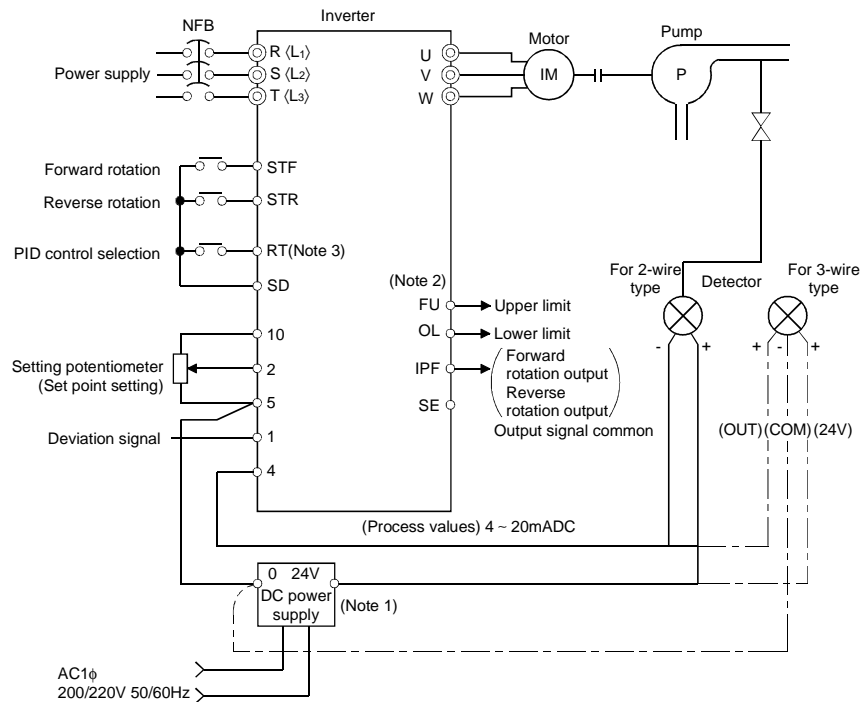 Inverter
NFB
Motor
Pump
Power supply
R ⟨L₁⟩
S ⟨L₂⟩
T ⟨L₃⟩
U
V
W
IM
P
Forward rotation
STF
Reverse rotation
STR
PID control selection
RT(Note 3)
SD
(Note 2)
FU
Upper limit
OL
Lower limit
IPF
Forward
rotation output
Reverse
rotation output
SE
Output signal common
For 2-wire
type
Detector
For 3-wire
type
- +
+ - +
(OUT) (COM) (24V)
10
Setting potentiometer
(Set point setting)
2
5
Deviation signal
1
4
(Process values) 4 ~ 20mADC
0 24V
DC power
supply
(Note 1)
AC1ϕ
200/220V 50/60Hz